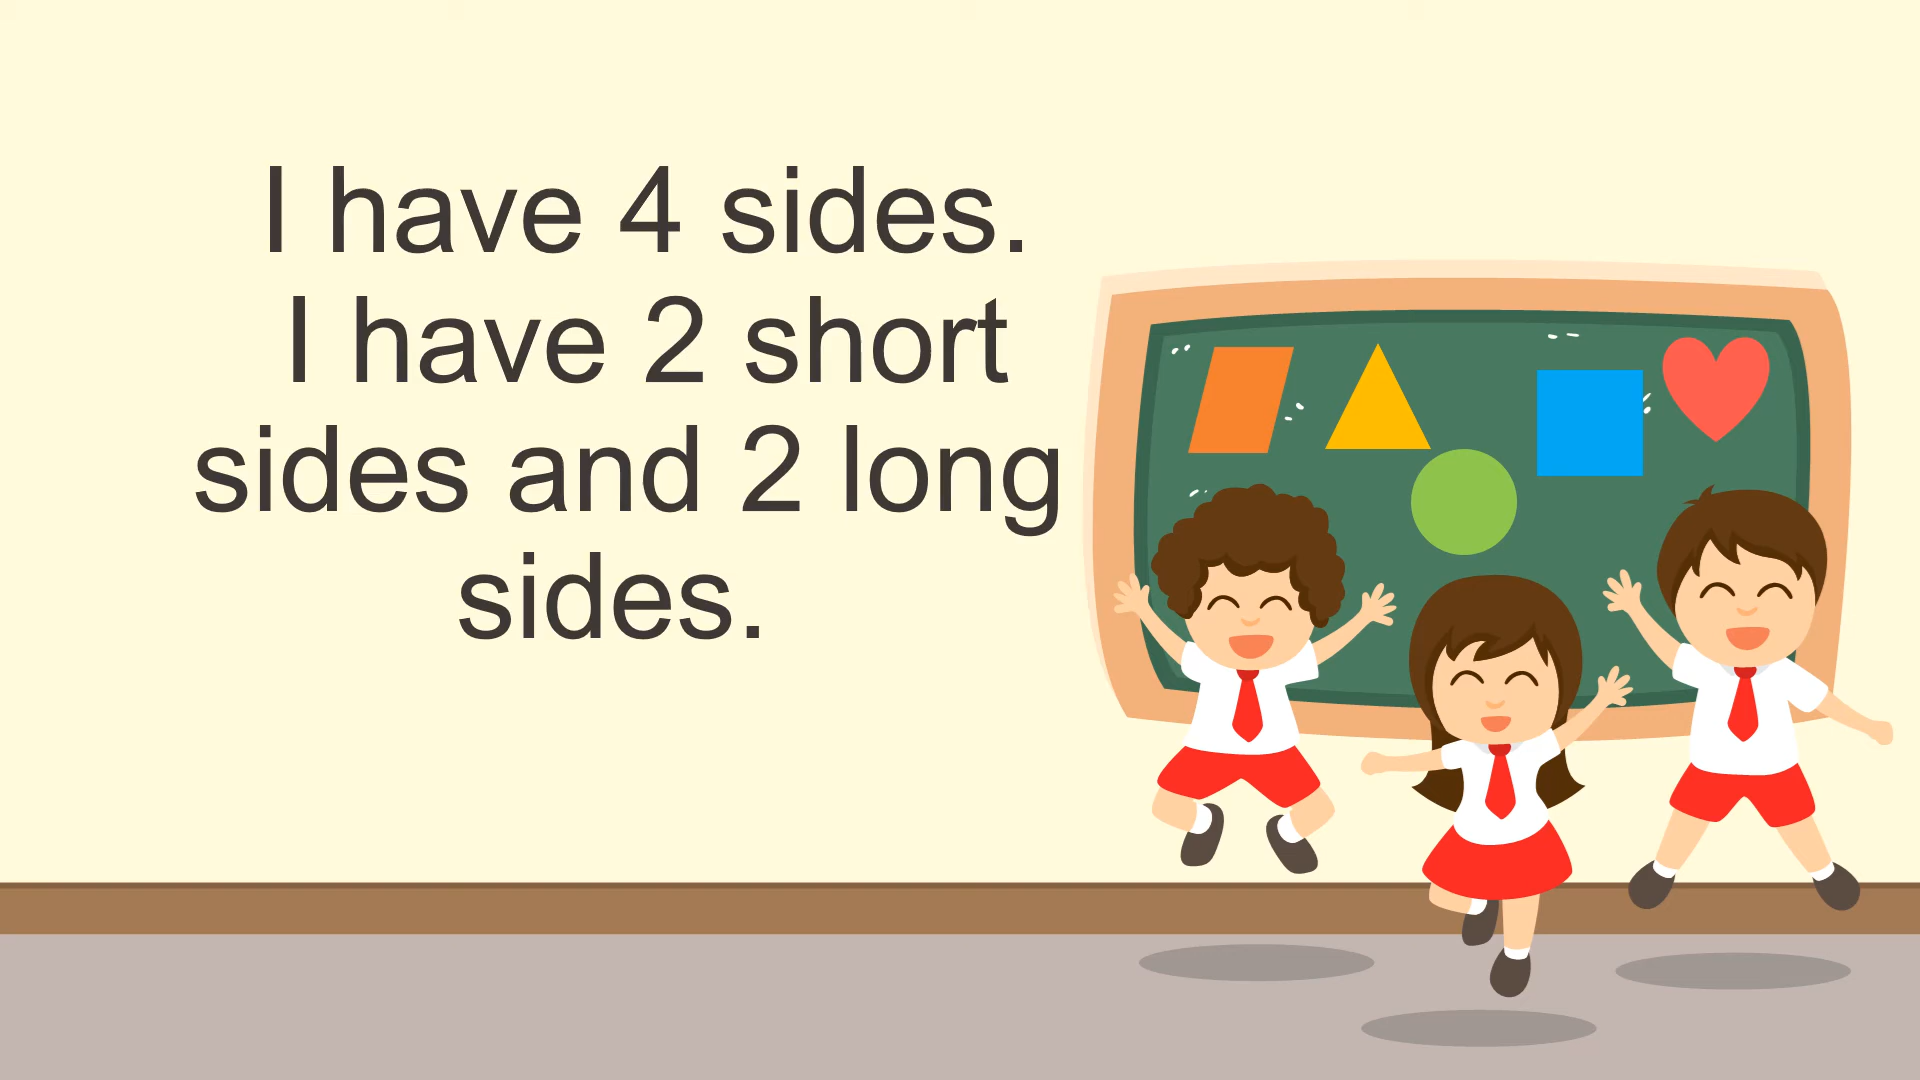 I have 4 sides.
I have 2 short
sides and 2 long
sides.